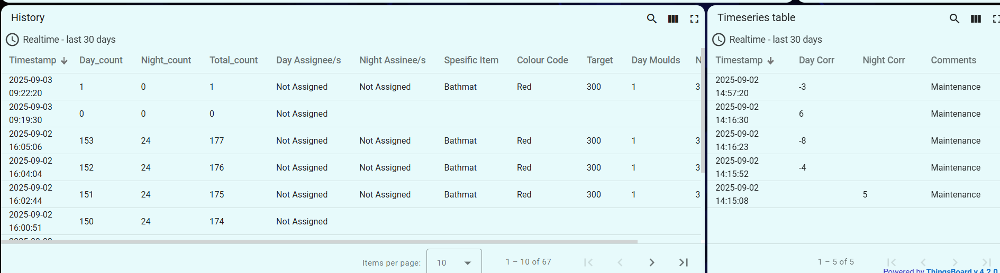 History
Realtime - last 30 days
Timestamp Day_count Night_count Total_count Day Assignee/s Night Assinee/s Spesific Item Colour Code Target Day Moulds N
2025-09-03 09:22:20 1 0 1 Not Assigned Not Assigned Bathmat Red 300 1 3
2025-09-03 09:19:30 0 0 0 Not Assigned
2025-09-02 16:05:06 153 24 177 Not Assigned Not Assigned Bathmat Red 300 1 3
2025-09-02 16:04:04 152 24 176 Not Assigned Not Assigned Bathmat Red 300 1 3
2025-09-02 16:02:44 151 24 175 Not Assigned Not Assigned Bathmat Red 300 1 3
2025-09-02 16:00:51 150 24 174 Not Assigned
Items per page: 10 1 – 10 of 67
Timeseries table
Realtime - last 30 days
Timestamp Day Corr Night Corr Comments
2025-09-02 14:57:20 -3 Maintenance
2025-09-02 14:16:30 6 Maintenance
2025-09-02 14:16:23 -8 Maintenance
2025-09-02 14:15:52 -4 Maintenance
2025-09-02 14:15:08 5 Maintenance
1 – 5 of 5
Powered by ThingsBoard v.4.2.0